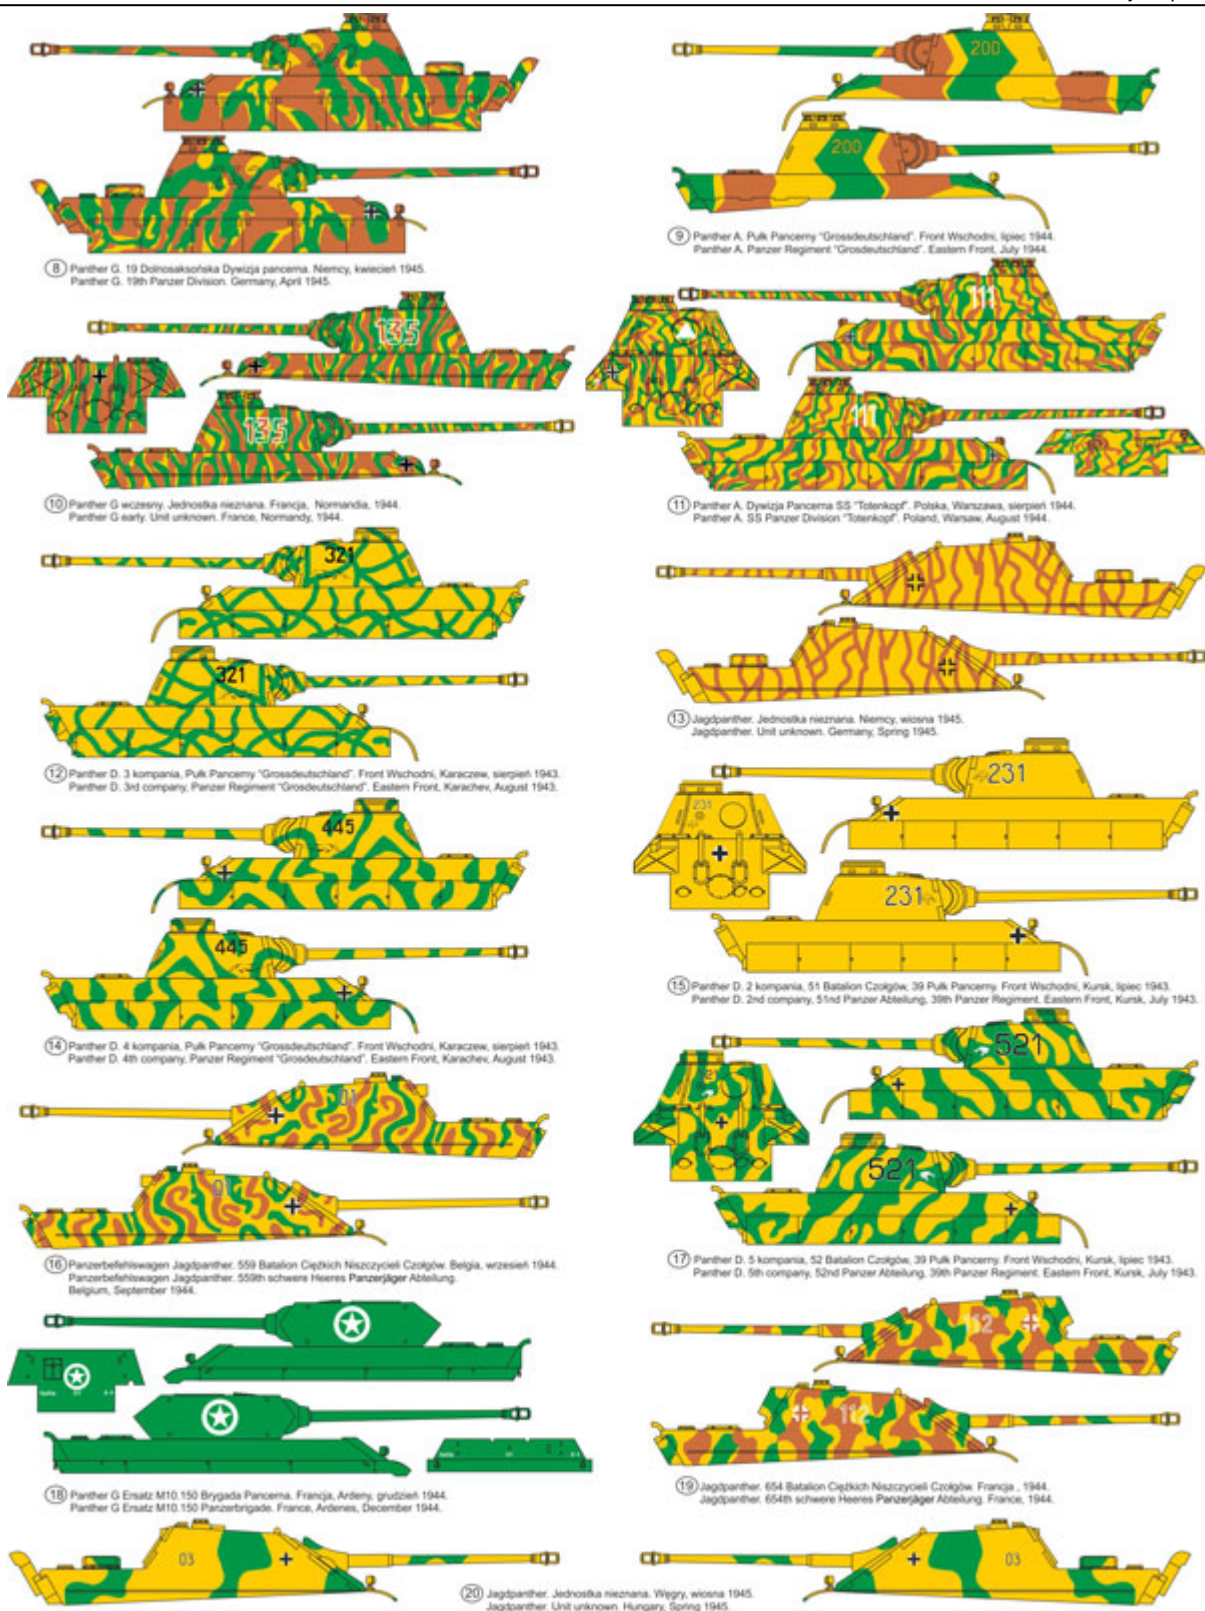 200
200
8 Panther G. 19 Dolnosaksońska Dywizja pancerna. Niemcy, kwiecień 1945.
Panther G. 19th Panzer Division. Germany, April 1945.
9 Panther A. Pułk Pancerny "Grossdeutschland". Front Wschodni, lipiec 1944.
Panther A. Panzer Regiment "Grosdeutschland". Eastern Front, July 1944.
135
135
10 Panther G wczesny. Jednostka nieznana. Francja, Normandia, 1944.
Panther G early. Unit unknown. France, Normandy, 1944.
111
111
11 Panther A. Dywizja Pancerna SS "Totenkopf". Polska, Warszawa, sierpień 1944.
Panther A. SS Panzer Division "Totenkopf". Poland, Warsaw, August 1944.
321
321
12 Panther D. 3 kompania, Pułk Pancerny "Grossdeutschland". Front Wschodni, Karaczew, sierpień 1943.
Panther D. 3rd company, Panzer Regiment "Grosdeutschland". Eastern Front, Karachev, August 1943.
13 Jagdpanther. Jednostka nieznana. Niemcy, wiosna 1945.
Jagdpanther. Unit unknown. Germany, Spring 1945.
445
445
14 Panther D. 4 kompania, Pułk Pancerny "Grossdeutschland". Front Wschodni, Karaczew, sierpień 1943.
Panther D. 4th company, Panzer Regiment "Grosdeutschland". Eastern Front, Karachev, August 1943.
231
231
231
15 Panther D. 2 kompania, 51 Batalion Czołgów, 39 Pułk Pancerny. Front Wschodni, Kursk, lipiec 1943.
Panther D. 2nd company, 51nd Panzer Abteilung, 39th Panzer Regiment. Eastern Front, Kursk, July 1943.
01
01
16 Panzerbefehlswagen Jagdpanther. 559 Batalion Ciężkich Niszczycieli Czołgów. Belgia, wrzesień 1944.
Panzerbefehlswagen Jagdpanther. 559th schwere Heeres Panzerjäger Abteilung.
Belgium, September 1944.
521
521
521
17 Panther D. 5 kompania, 52 Batalion Czołgów, 39 Pułk Pancerny. Front Wschodni, Kursk, lipiec 1943.
Panther D. 5th company, 52nd Panzer Abteilung, 39th Panzer Regiment. Eastern Front, Kursk, July 1943.
18 Panther G Ersatz M10.150 Brygada Pancerna. Francja, Ardeny, grudzień 1944.
Panther G Ersatz M10.150 Panzerbrigade. France, Ardenes, December 1944.
112
112
19 Jagdpanther. 654 Batalion Ciężkich Niszczycieli Czołgów. Francja , 1944.
Jagdpanther. 654th schwere Heeres Panzerjäger Abteilung. France, 1944.
03
03
20 Jagdpanther. Jednostka nieznana. Węgry, wiosna 1945.
Jagdpanther. Unit unknown. Hungary, Spring 1945.